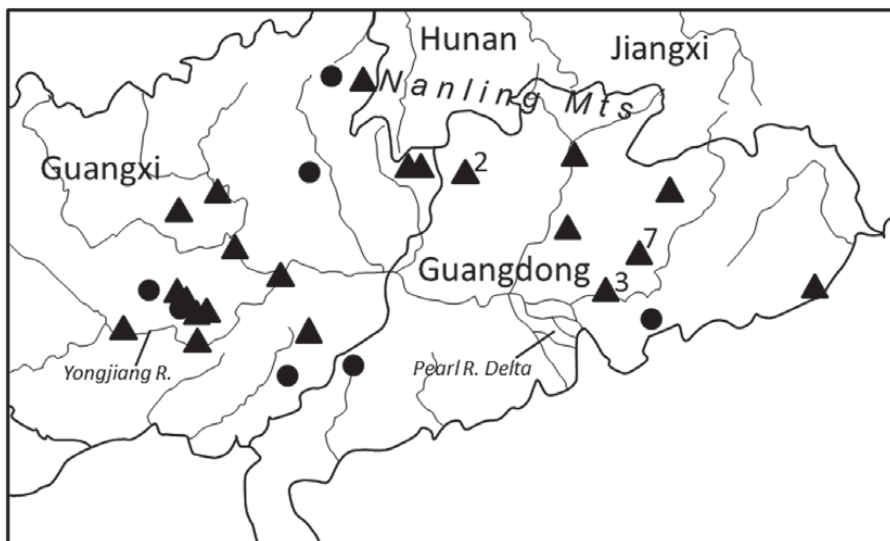 Hunan
Jiangxi
Nanling Mts
Guangxi
2
7
Guangdong
3
Yongjiang R.
Pearl R. Delta